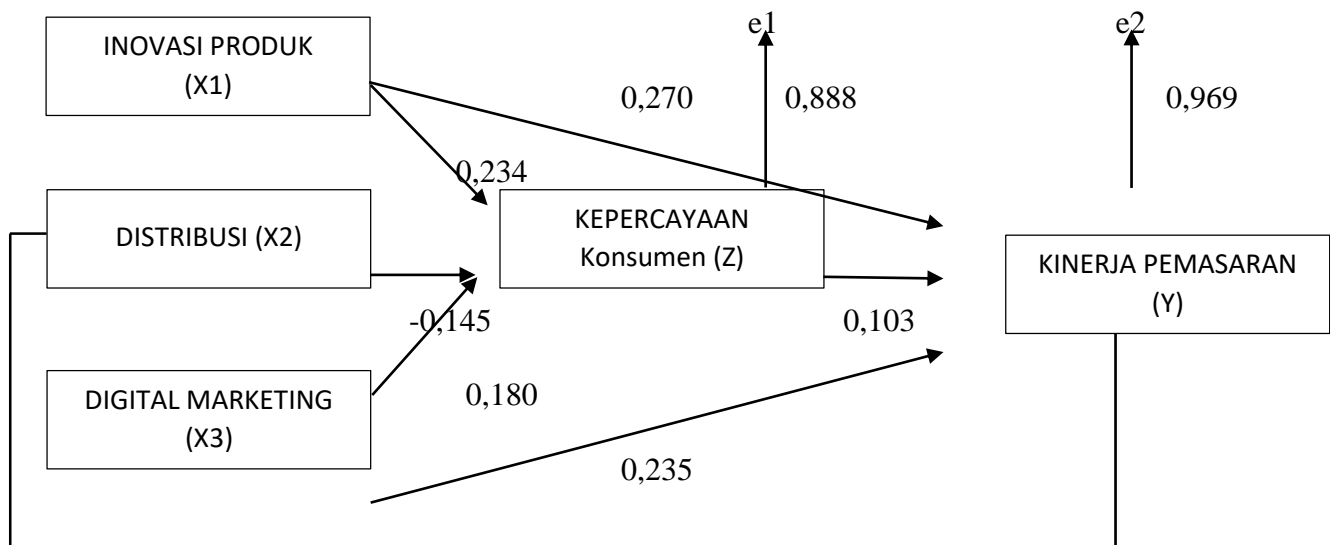 e1
e2
INOVASI PRODUK
(X1)
0,270
0,888
0,969
0,234
DISTRIBUSI (X2)
KEPERCAYAAN
Konsumen (Z)
KINERJA PEMASARAN
(Y)
-0,145
0,103
DIGITAL MARKETING
(X3)
0,180
0,235